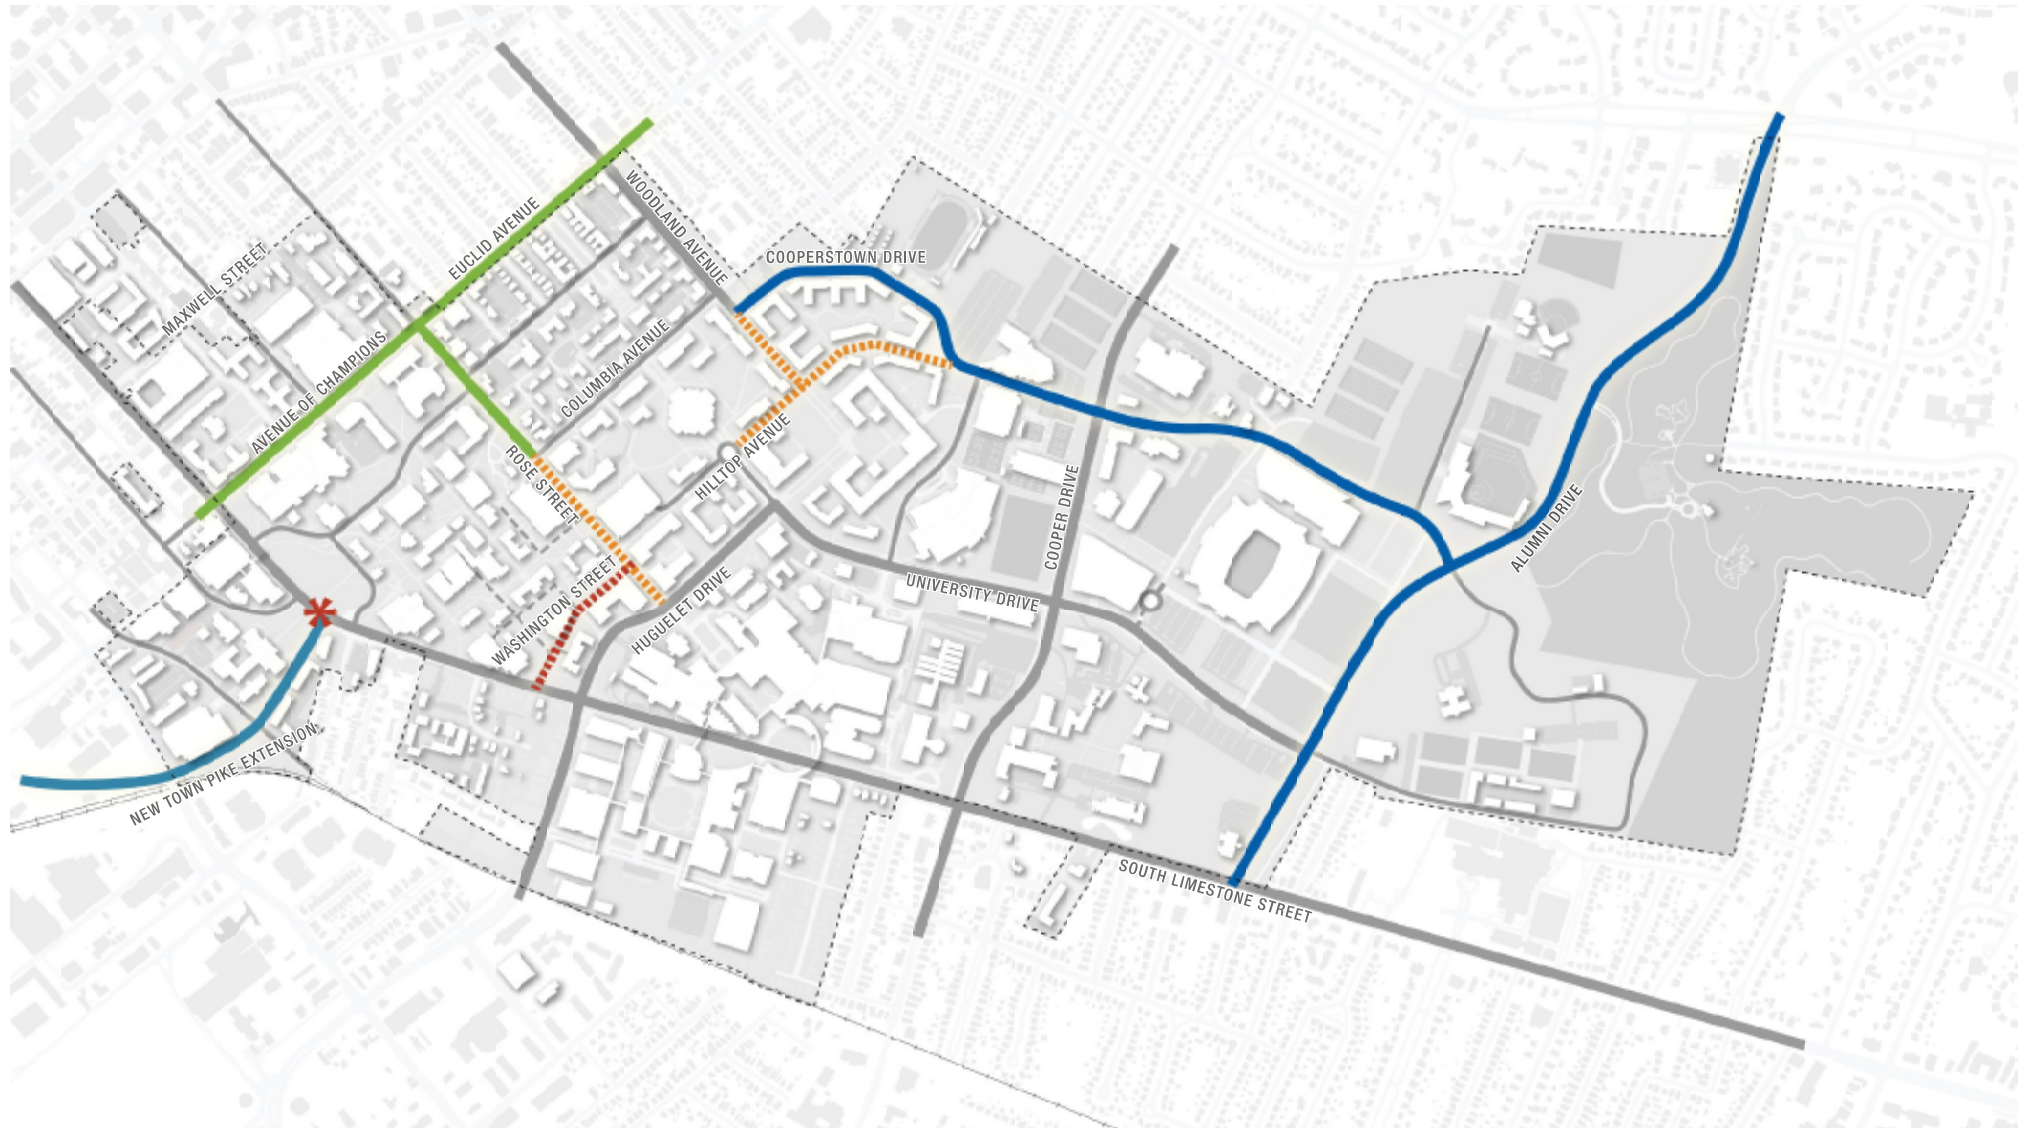 WOODLAND AVENUE
EUCLID AVENUE
MAXWELL STREET
COOPERSTOWN DRIVE
AVENUE OF CHAMPIONS
COLUMBIA AVENUE
HILLTOP AVENUE
ROSE STREET
COOPER DRIVE
ALUMNI DRIVE
WASHINGTON STREET
HUGUELET DRIVE
UNIVERSITY DRIVE
NEW TOWN PIKE EXTENSION
SOUTH LIMESTONE STREET